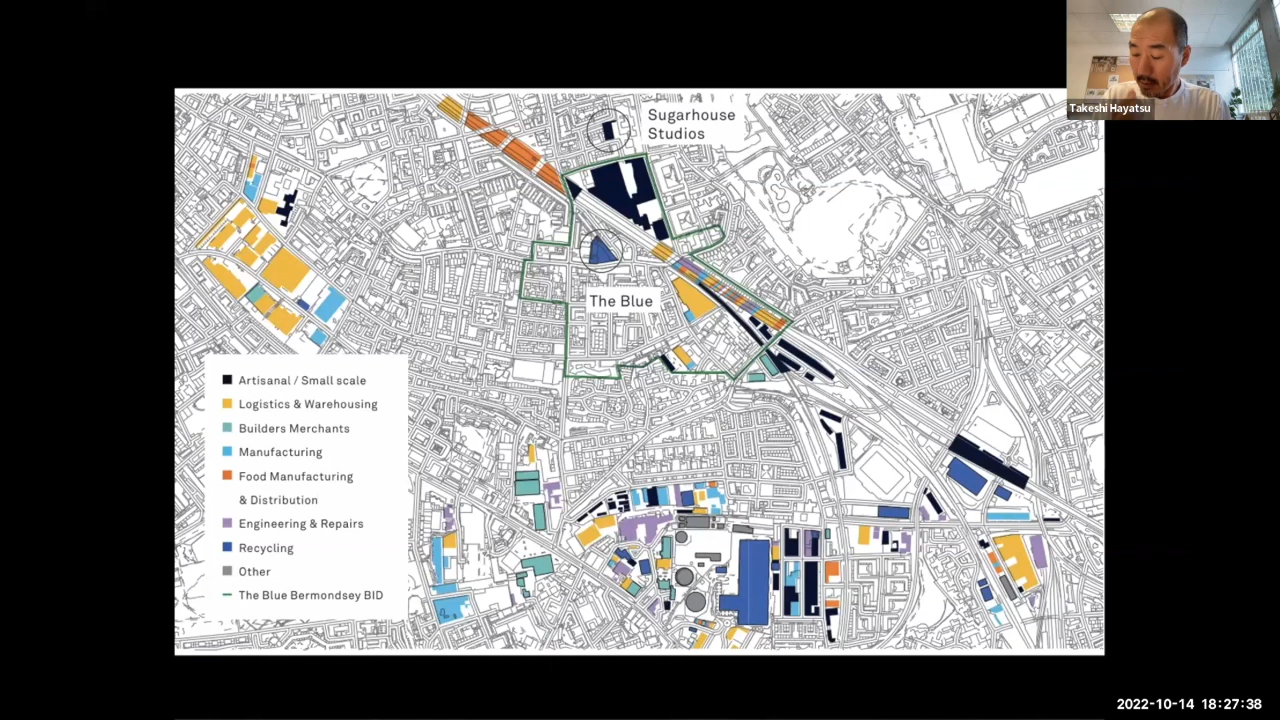 Takeshi Hayatsu
Sugarhouse
Studios
The Blue
Artisanal / Small scale
Logistics & Warehousing
Builders Merchants
Manufacturing
Food Manufacturing
& Distribution
Engineering & Repairs
Recycling
Other
The Blue Bermondsey BID
2022-10-14 18:27:38